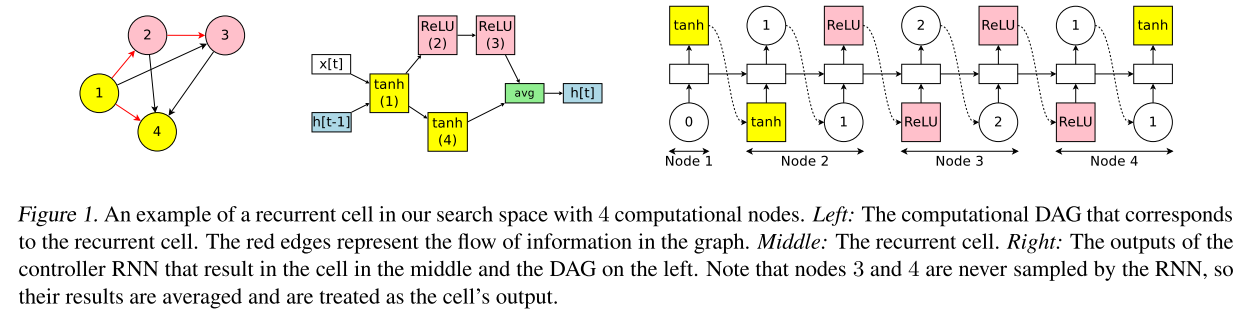 1
2
3
4
x[t]
h[t-1]
tanh
(1)
ReLU
(2)
ReLU
(3)
tanh
(4)
avg
h[t]
tanh
1
ReLU
2
ReLU
1
tanh
0
tanh
1
ReLU
2
ReLU
1
Node 1
Node 2
Node 3
Node 4
Figure 1. An example of a recurrent cell in our search space with 4 computational nodes. Left: The computational DAG that corresponds
to the recurrent cell. The red edges represent the flow of information in the graph. Middle: The recurrent cell. Right: The outputs of the
controller RNN that result in the cell in the middle and the DAG on the left. Note that nodes 3 and 4 are never sampled by the RNN, so
their results are averaged and are treated as the cell's output.